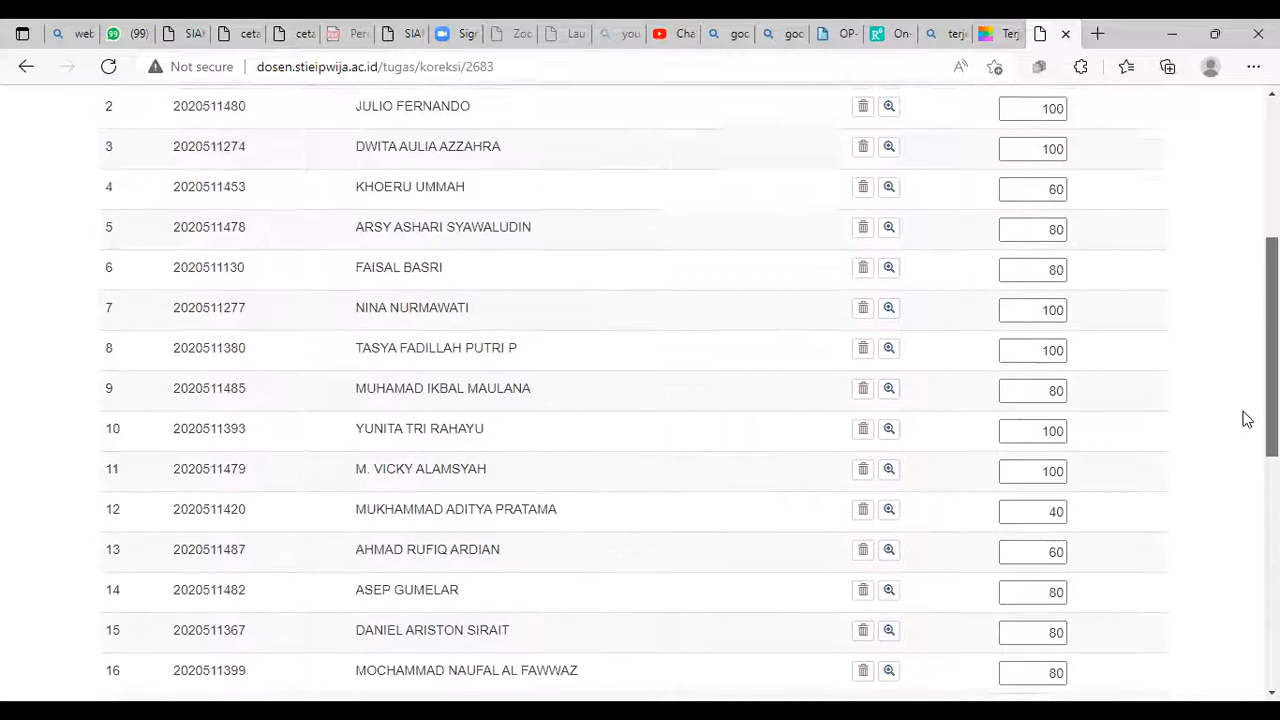 web
(99)
SIA
ceta
ceta
Per
SIA
Sign
Zoc
Lau
you
Cha
goc
goc
OP-
On-
terje
Terj
Not secure
dosen.stieipwija.ac.id/tugas/koreksi/2683
2 2020511480 JULIO FERNANDO 100
3 2020511274 DWITA AULIA AZZAHRA 100
4 2020511453 KHOERU UMMAH 60
5 2020511478 ARSY ASHARI SYAWALUDIN 80
6 2020511130 FAISAL BASRI 80
7 2020511277 NINA NURMAWATI 100
8 2020511380 TASYA FADILLAH PUTRI P 100
9 2020511485 MUHAMAD IKBAL MAULANA 80
10 2020511393 YUNITA TRI RAHAYU 100
11 2020511479 M. VICKY ALAMSYAH 100
12 2020511420 MUKHAMMAD ADITYA PRATAMA 40
13 2020511487 AHMAD RUFIQ ARDIAN 60
14 2020511482 ASEP GUMELAR 80
15 2020511367 DANIEL ARISTON SIRAIT 80
16 2020511399 MOCHAMMAD NAUFAL AL FAWWAZ 80